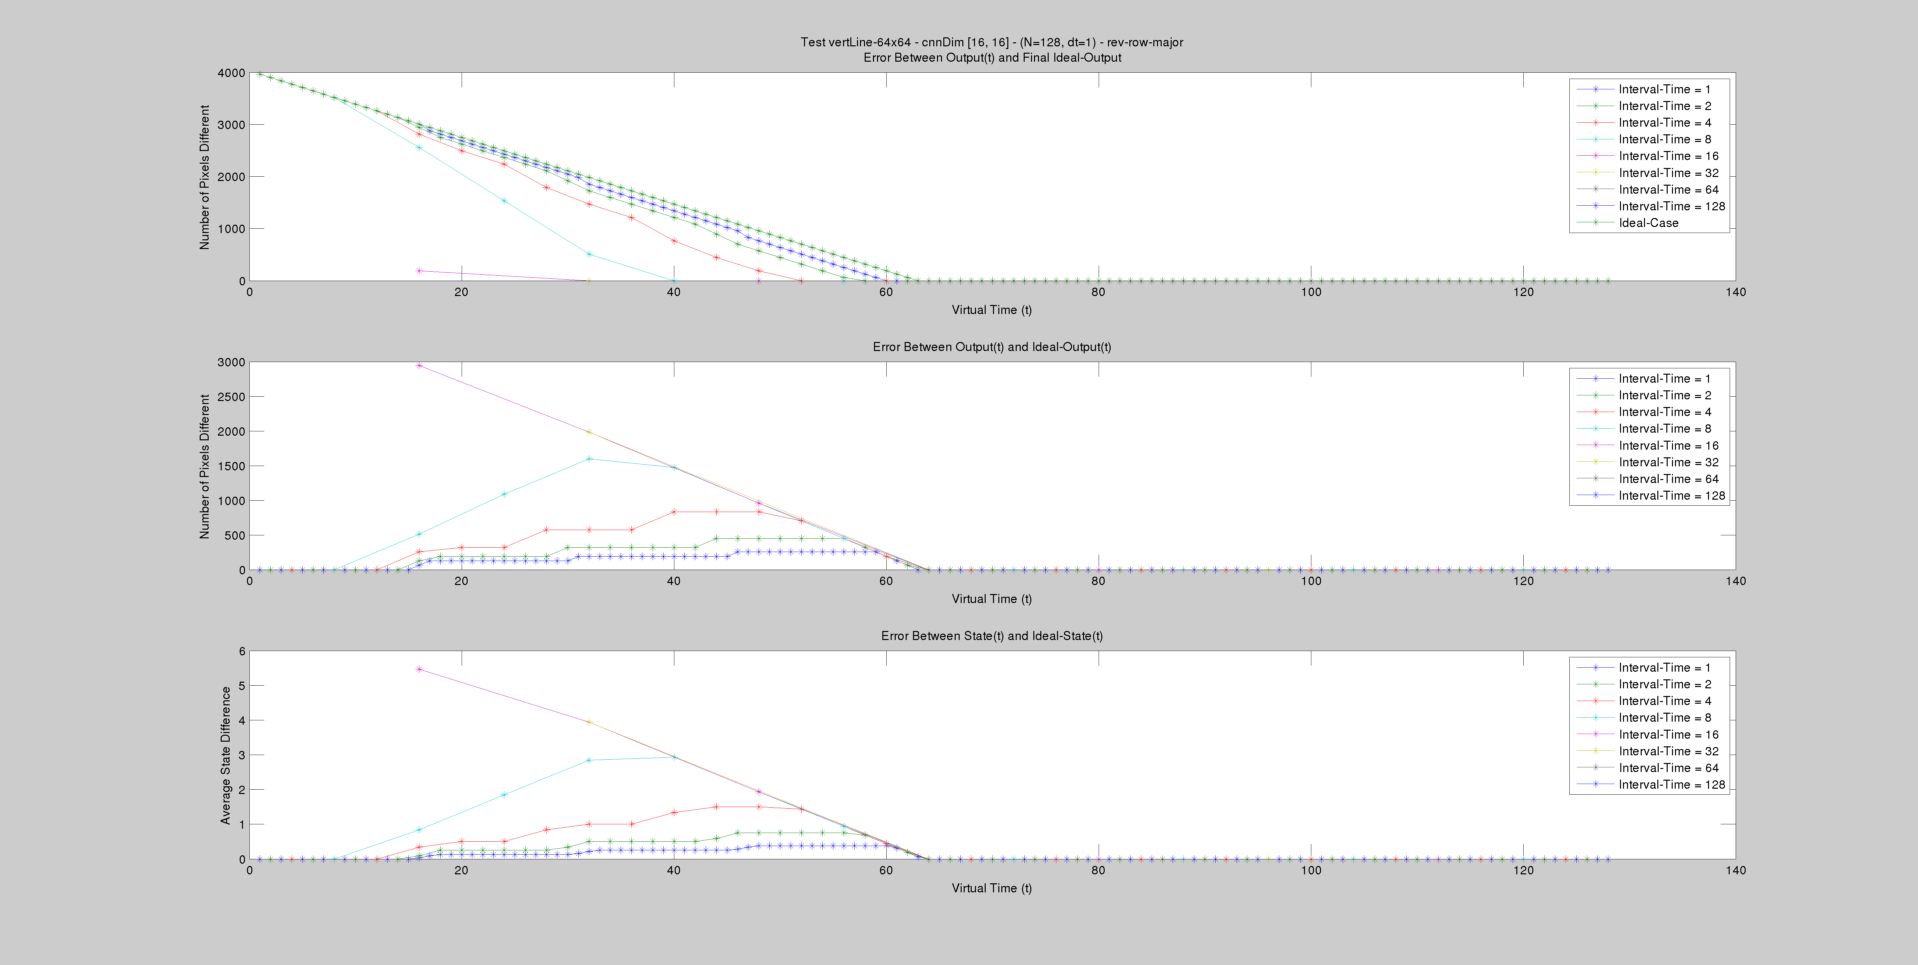 Test vertLine-64x64 - cnnDim [16, 16] - (N=128, dt=1) - rev-row-major
Error Between Output(t) and Final Ideal-Output
Number of Pixels Different
4000
3000
2000
1000
0
0 20 40 60 80 100 120 140
Virtual Time (t)
Interval-Time = 1
Interval-Time = 2
Interval-Time = 4
Interval-Time = 8
Interval-Time = 16
Interval-Time = 32
Interval-Time = 64
Interval-Time = 128
Ideal-Case
Error Between Output(t) and Ideal-Output(t)
Number of Pixels Different
3000
2500
2000
1500
1000
500
0
0 20 40 60 80 100 120 140
Virtual Time (t)
Interval-Time = 1
Interval-Time = 2
Interval-Time = 4
Interval-Time = 8
Interval-Time = 16
Interval-Time = 32
Interval-Time = 64
Interval-Time = 128
Error Between State(t) and Ideal-State(t)
Average State Difference
6
5
4
3
2
1
0
0 20 40 60 80 100 120 140
Virtual Time (t)
Interval-Time = 1
Interval-Time = 2
Interval-Time = 4
Interval-Time = 8
Interval-Time = 16
Interval-Time = 32
Interval-Time = 64
Interval-Time = 128